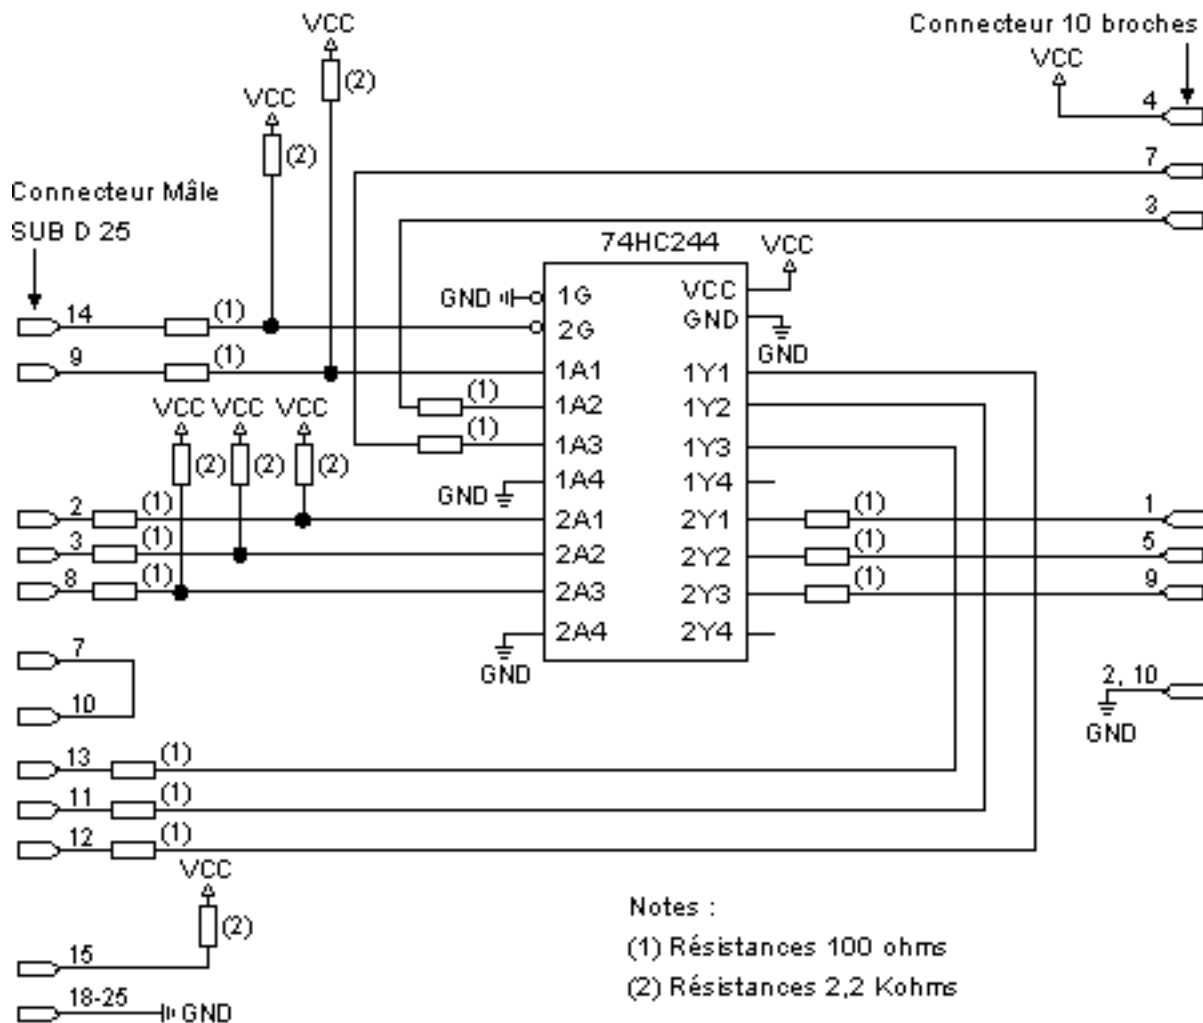 VCC
Connecteur 10 broches
VCC
(2)
VCC
4
(2)
7
Connecteur Mâle
3
SUB D 25
74HC244
VCC
GND
1G
VCC
14
(1)
2G
GND
GND
9
(1)
1A1
1Y1
VCC
VCC
VCC
(1)
1A2
1Y2
(1)
1A3
1Y3
(2)
(2)
(2)
GND
1A4
1Y4
2
(1)
2A1
2Y1
(1)
1
3
(1)
2A2
2Y2
(1)
5
8
(1)
2A3
2Y3
(1)
9
2A4
2Y4
7
GND
2, 10
10
GND
13
(1)
11
(1)
12
(1)
VCC
Notes :
(2)
(1) Résistances 100 ohms
15
(2) Résistances 2,2 Kohms
18-25
GND